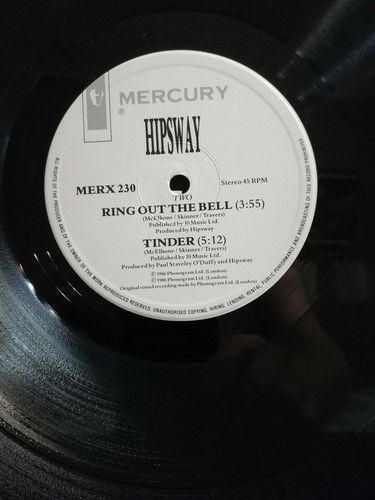 MERCURY
®
HIPSWAY
MERX 230
Stereo 45 RPM
TWO
RING OUT THE BELL (3:55)
(McElhone / Skinner / Travers)
Published by 10 Music Ltd.
Produced by Hipsway
TINDER (5:12)
(McElhone / Skinner / Travers)
Published by 10 Music Ltd.
Produced by Paul Staveley O'Duffy and Hipsway
℗ 1986 Phonogram Ltd. (London).
© 1986 Phonogram Ltd. (London).
Original sound recording made by Phonogram Ltd. (London)
ALL RIGHTS OF THE PRODUCER AND OF THE OWNER OF THE WORK REPRODUCED RESERVED. UNAUTHORISED COPYING, HIRING, LENDING, RENTAL, PUBLIC PERFORMANCE AND BROADCASTING OF THIS RECORD PROHIBITED.